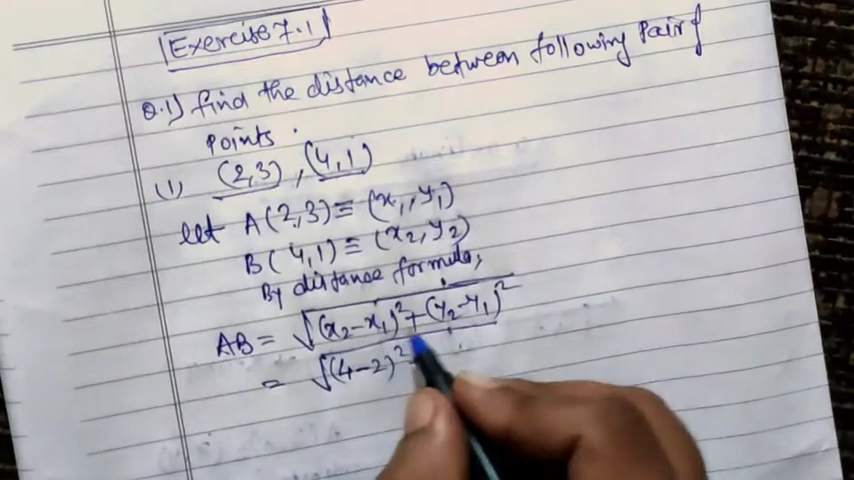 Exercise 7.1
Q.1) find the distance between following Pair of
Points.
(1) (2,3), (4,1)
let A(2,3) ≡ (x₁, y₁)
B(4,1) ≡ (x₂, y₂)
By distance formula,
AB = √(x₂-x₁)² + (y₂-y₁)²
= √(4-2)²